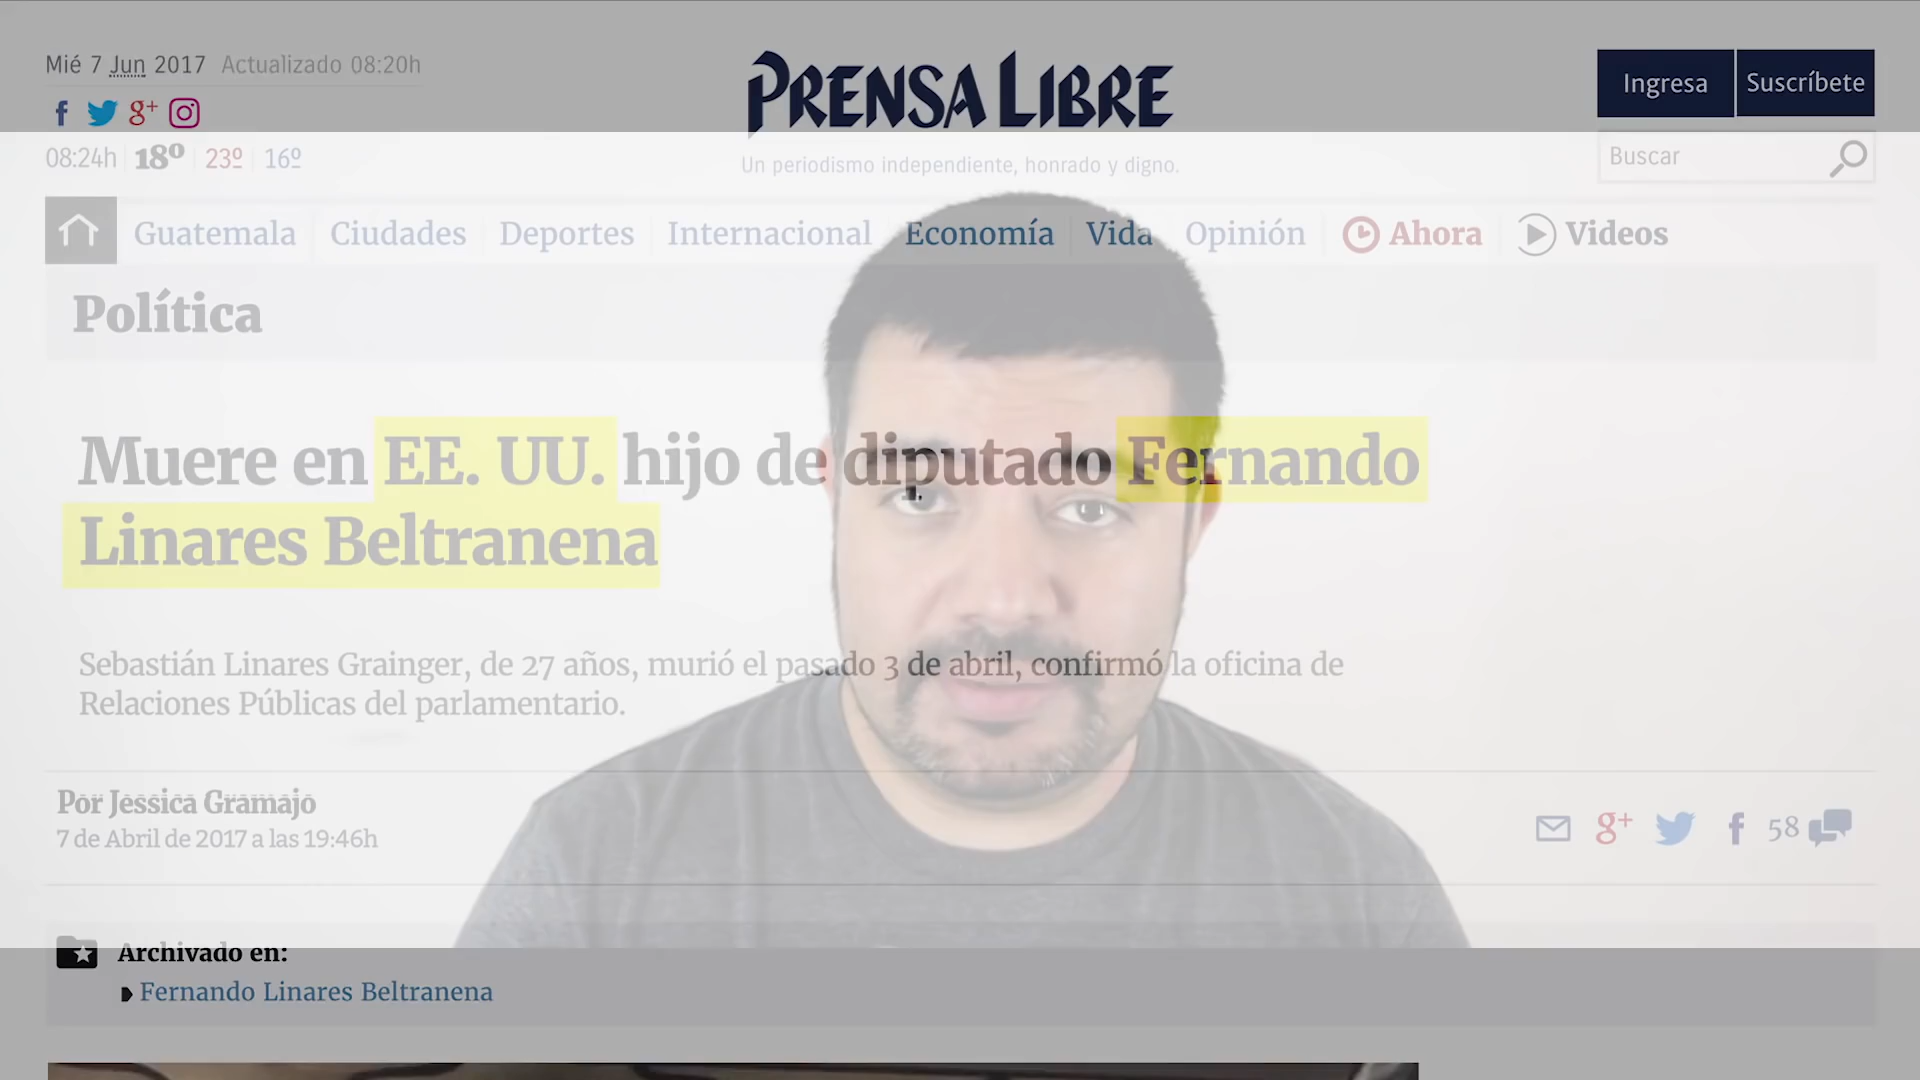 Mié 7 Jun 2017 Actualizado 08:20h
PRENSA LIBRE
Ingresa Suscríbete
f g+
08:24h 18º 23º 16º
Un periodismo independiente, honrado y digno.
Buscar
Guatemala Ciudades Deportes Internacional Economía Vida Opinión Ahora Videos
Política
Muere en EE. UU. hijo de diputado Fernando
Linares Beltranena
Sebastián Linares Grainger, de 27 años, murió el pasado 3 de abril, confirmó la oficina de
Relaciones Públicas del parlamentario.
Por Jessica Gramajo
7 de Abril de 2017 a las 19:46h
g+ f 58
Archivado en:
Fernando Linares Beltranena